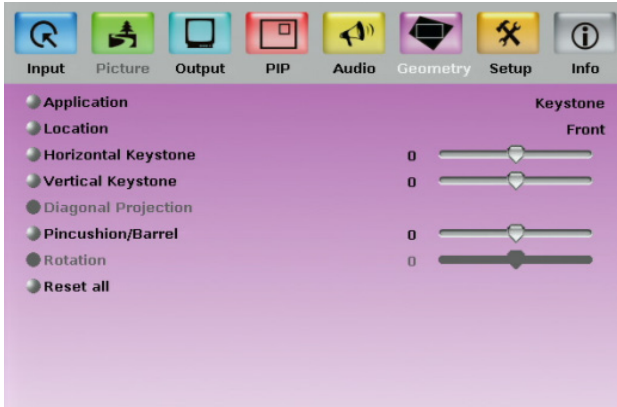 Input Picture Output PIP Audio Geometry Setup Info
Application Keystone
Location Front
Horizontal Keystone 0
Vertical Keystone 0
Diagonal Projection
Pincushion/Barrel 0
Rotation 0
Reset all